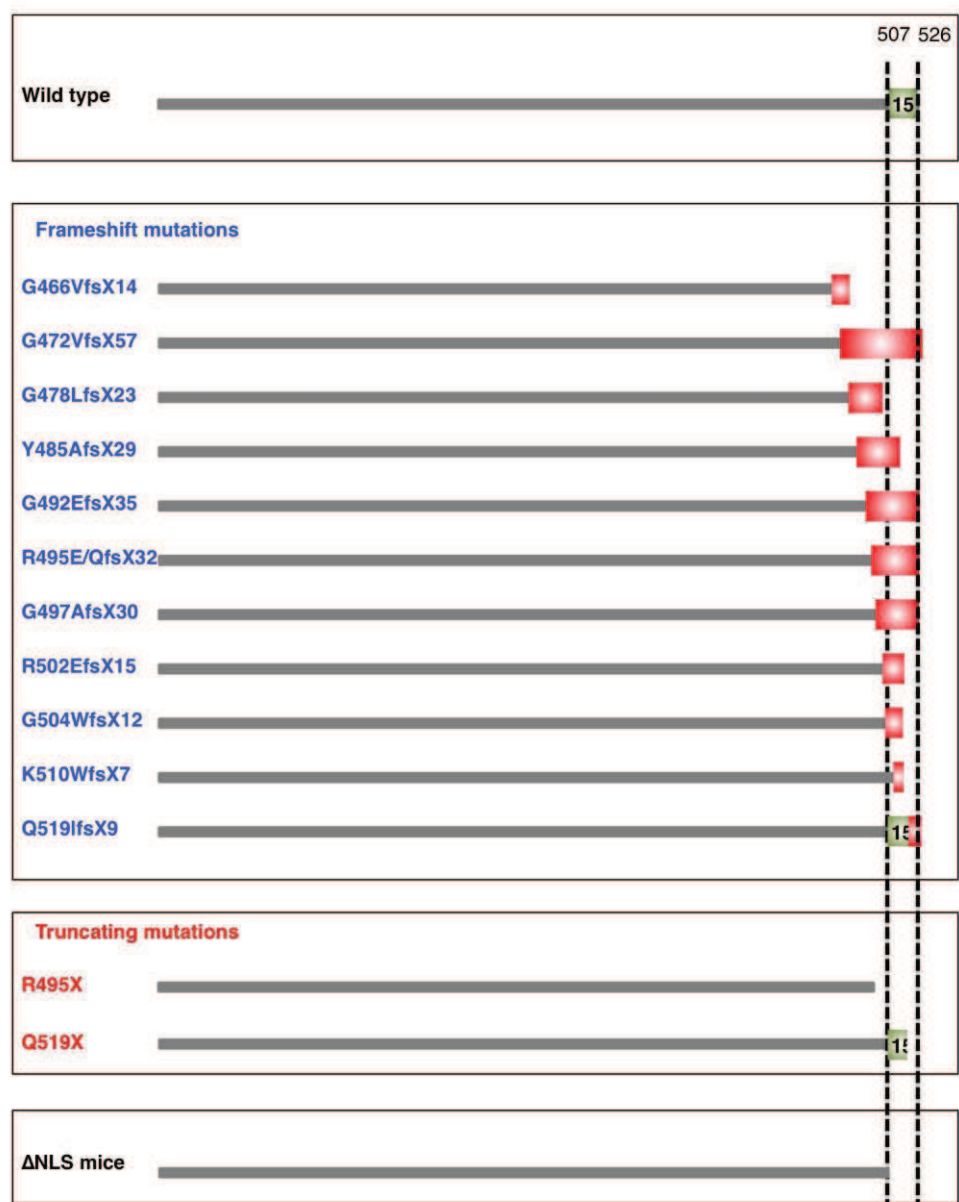 507 526
Wild type 15
Frameshift mutations
G466VfsX14
G472VfsX57
G478LfsX23
Y485AfsX29
G492EfsX35
R495E/QfsX32
G497AfsX30
R502EfsX15
G504WfsX12
K510WfsX7
Q519IfsX9 15
Truncating mutations
R495X
Q519X 15
ΔNLS mice